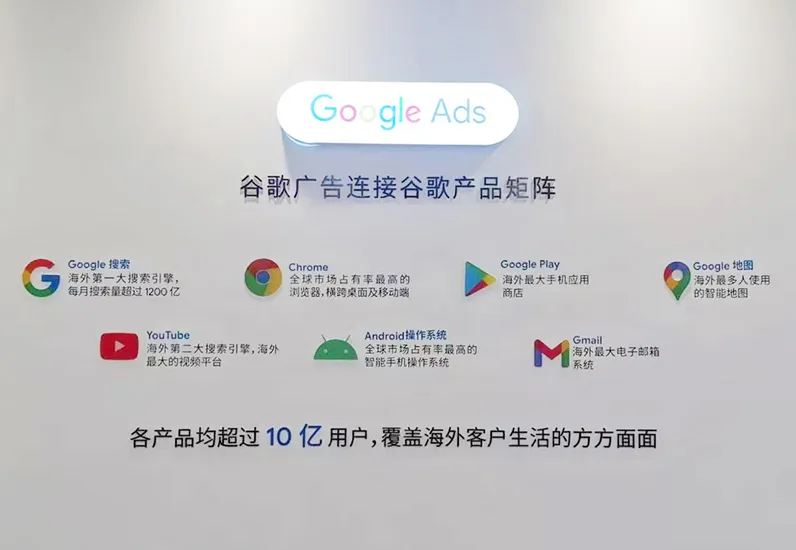 Google Ads
谷歌广告连接谷歌产品矩阵
Google 搜索
海外第一大搜索引擎,
每月搜索量超过 1200 亿
Chrome
全球市场占有率最高的
浏览器,横跨桌面及移动端
Google Play
海外最大手机应用
商店
Google 地图
海外最多人使用
的智能地图
YouTube
海外第二大搜索引擎,海外
最大的视频平台
Android操作系统
全球市场占有率最高的
智能手机操作系统
Gmail
海外最大电子邮箱
系统
各产品均超过 10 亿 用户,覆盖海外客户生活的方方面面